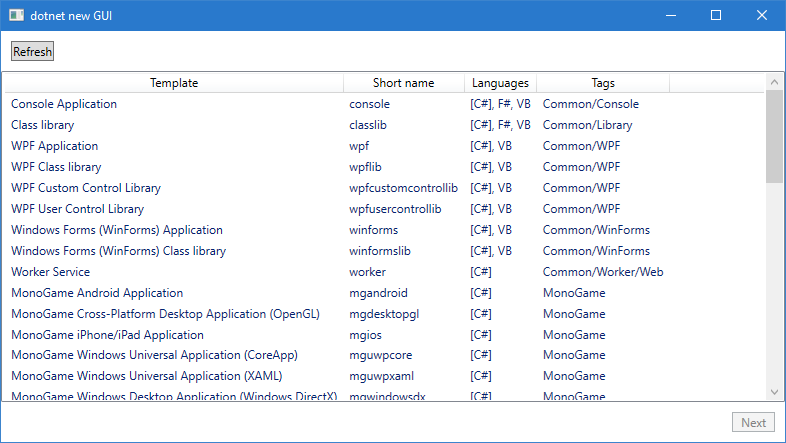 dotnet new GUI
Refresh
Template Short name Languages Tags
Console Application console [C#], F#, VB Common/Console
Class library classlib [C#], F#, VB Common/Library
WPF Application wpf [C#], VB Common/WPF
WPF Class library wpflib [C#], VB Common/WPF
WPF Custom Control Library wpfcustomcontrollib [C#], VB Common/WPF
WPF User Control Library wpfusercontrollib [C#], VB Common/WPF
Windows Forms (WinForms) Application winforms [C#], VB Common/WinForms
Windows Forms (WinForms) Class library winformslib [C#], VB Common/WinForms
Worker Service worker [C#] Common/Worker/Web
MonoGame Android Application mgandroid [C#] MonoGame
MonoGame Cross-Platform Desktop Application (OpenGL) mgdesktopgl [C#] MonoGame
MonoGame iPhone/iPad Application mgios [C#] MonoGame
MonoGame Windows Universal Application (CoreApp) mguwpcore [C#] MonoGame
MonoGame Windows Universal Application (XAML) mguwpxaml [C#] MonoGame
MonoGame Windows Desktop Application (Windows DirectX) mgwindowsdx [C#] MonoGame
Next